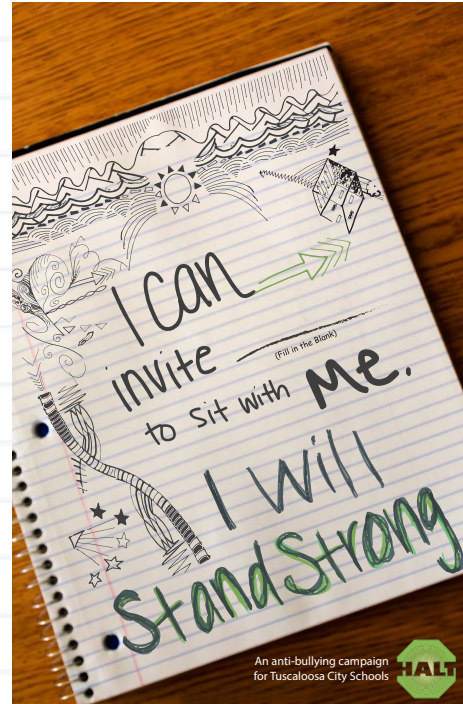 I can
invite
(Fill in the Blank)
to sit with Me.
I will
Stand Strong
An anti-bullying campaign
for Tuscaloosa City Schools
HALT